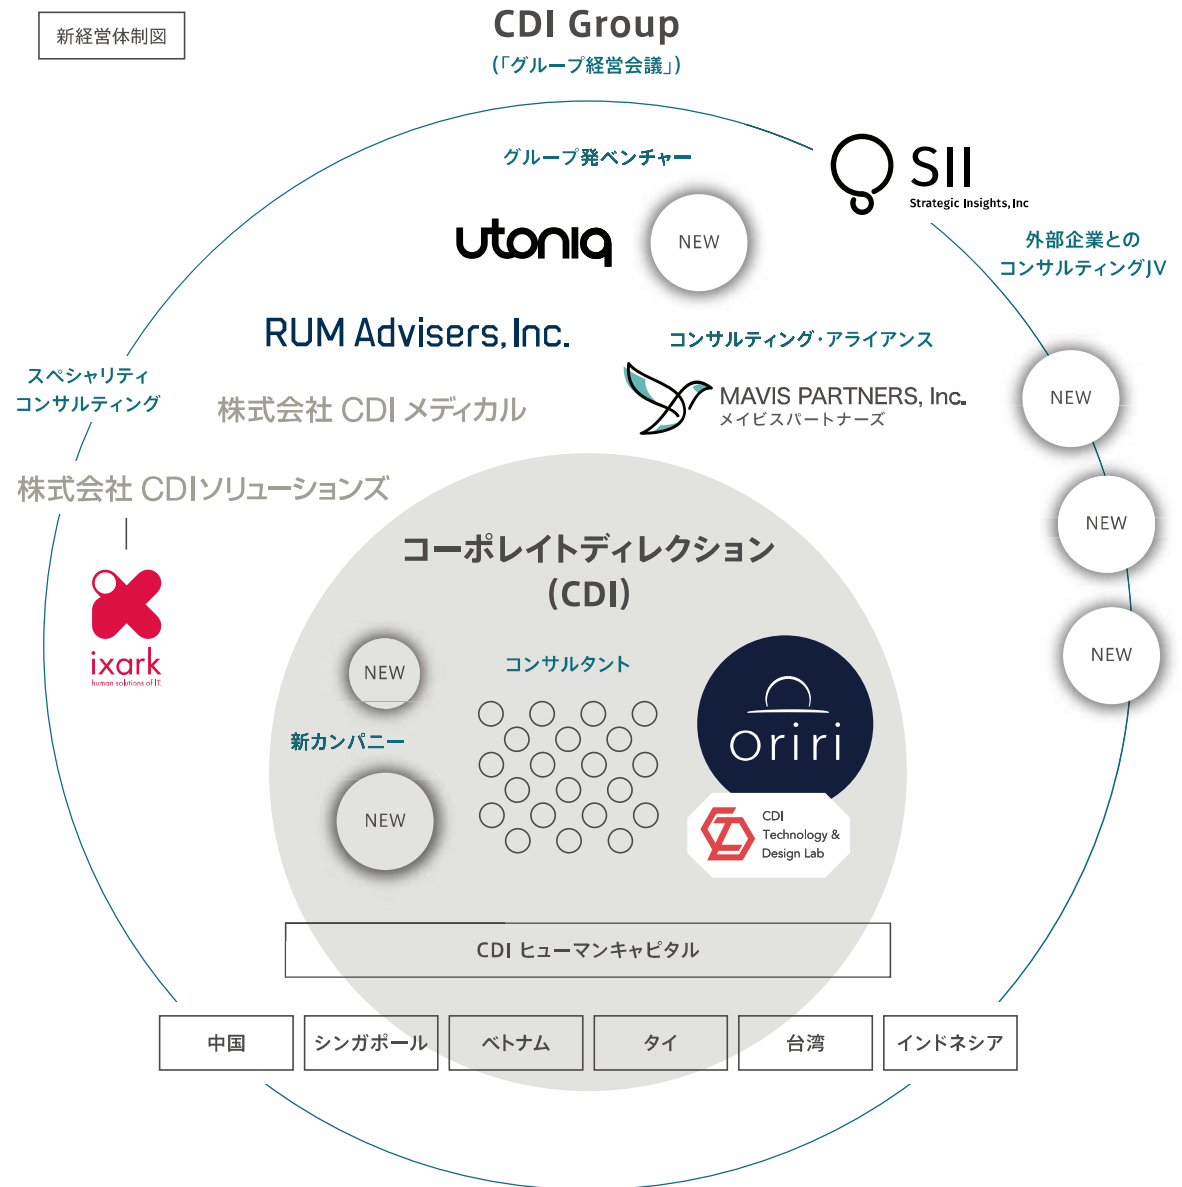 新経営体制図
CDI Group
(「グループ経営会議」)
グループ発ベンチャー
SII
Strategic Insights, Inc
utoniq
NEW
外部企業との
コンサルティングJV
RUM Advisers, Inc.
コンサルティング・アライアンス
スペシャリティ
コンサルティング
株式会社 CDI メディカル
MAVIS PARTNERS, Inc.
メイビスパートナーズ
NEW
株式会社 CDIソリューションズ
NEW
コーポレイトディレクション
(CDI)
ixark
human solutions of IT.
NEW
コンサルタント
NEW
新カンパニー
oriri
NEW
CDI
Technology &
Design Lab
CDI ヒューマンキャピタル
中国
シンガポール
ベトナム
タイ
台湾
インドネシア